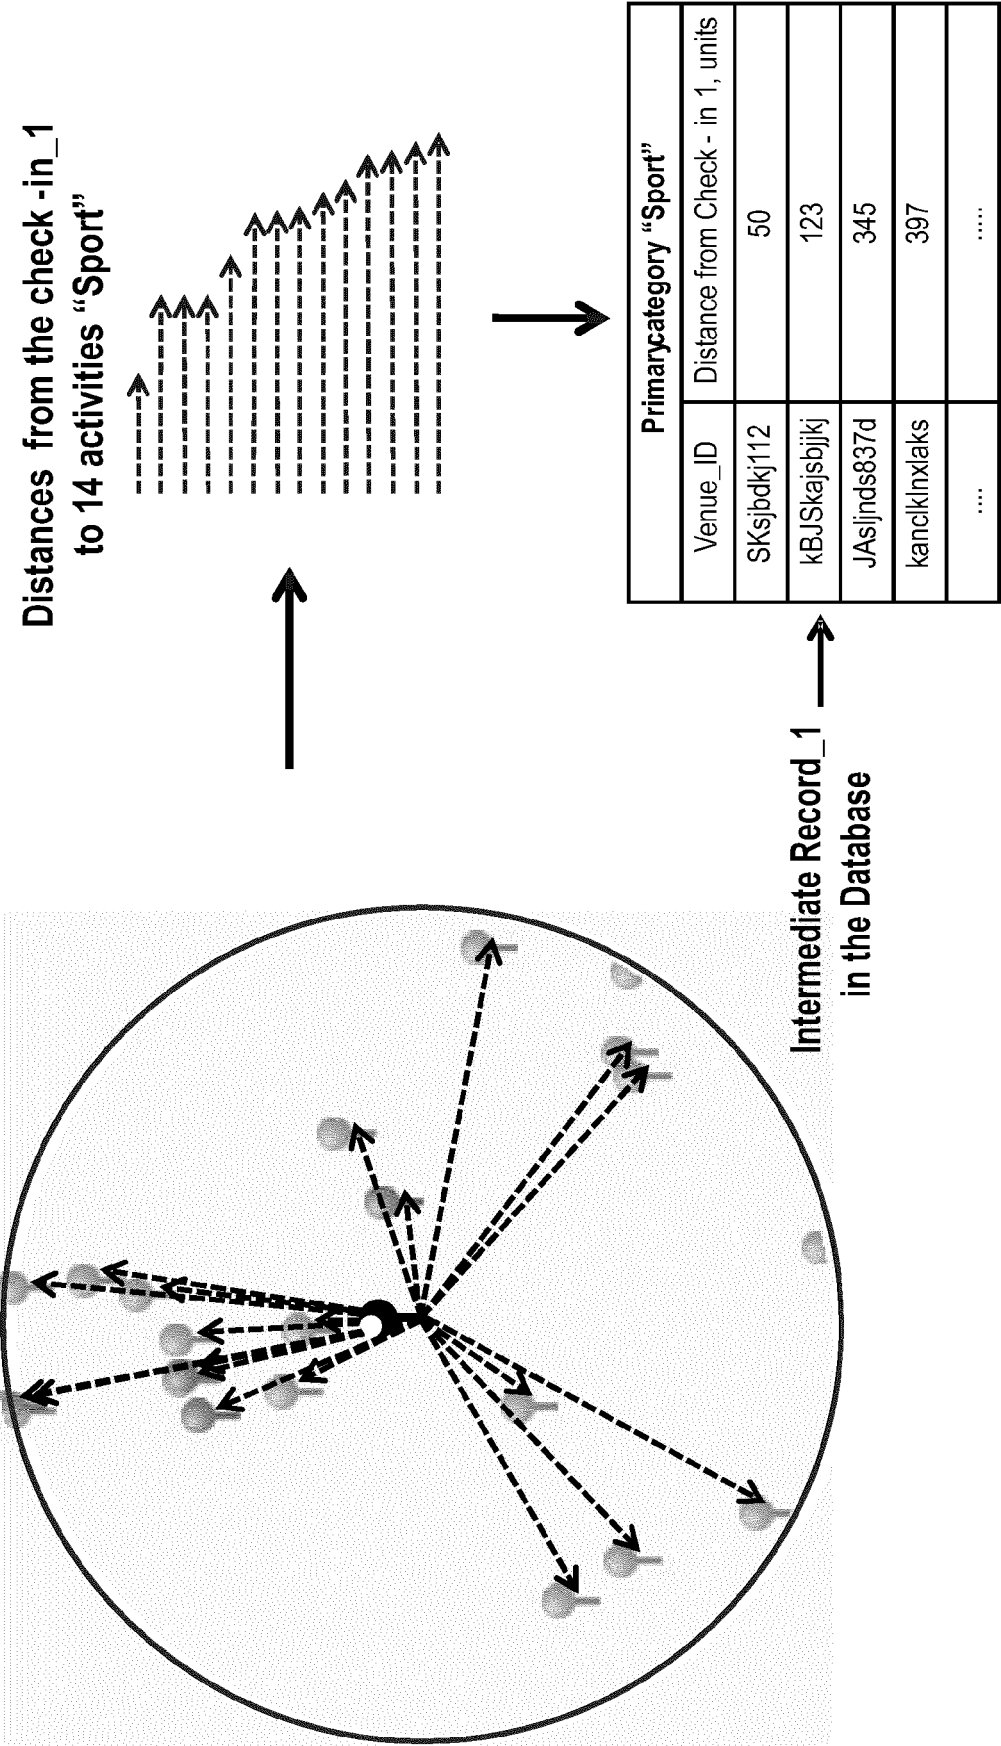 Distances from the check -in_1
to 14 activities “Sport”
Intermediate Record_1
in the Database
Primarycategory “Sport”
Venue_ID Distance from Check - in 1, units
SKsjbdkj112 50
kBJSkajsbjjkj 123
JAsljnds837d 345
kanclklnxlaks 397
.... .....